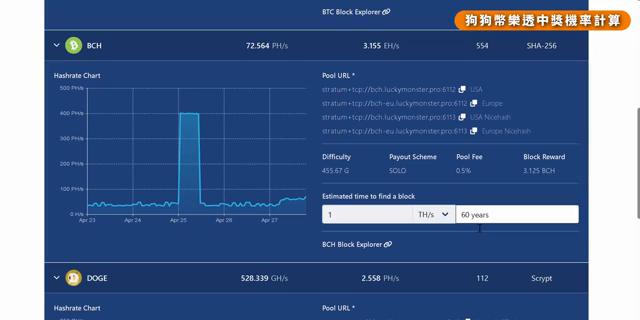 BTC Block Explorer
狗狗幣樂透中獎機率計算
BCH 72.564 PH/s 3.155 EH/s 554 SHA-256
Hashrate Chart
500 PH/s
400 PH/s
300 PH/s
200 PH/s
100 PH/s
0 H/s
Apr 23 Apr 24 Apr 25 Apr 26 Apr 27
Pool URL *
stratum+tcp://bch.luckymonster.pro:6112 USA
stratum+tcp://bch-eu.luckymonster.pro:6112 Europe
stratum+tcp://bch.luckymonster.pro:6113 USA Nicehash
stratum+tcp://bch-eu.luckymonster.pro:6113 Europe Nicehash
Difficulty Payout Scheme Pool Fee Block Reward
455.67 G SOLO 0.5% 3.125 BCH
Estimated time to find a block
1 TH/s 60 years
BCH Block Explorer
DOGE 528.339 GH/s 2.558 PH/s 112 Scrypt
Hashrate Chart
Pool URL *